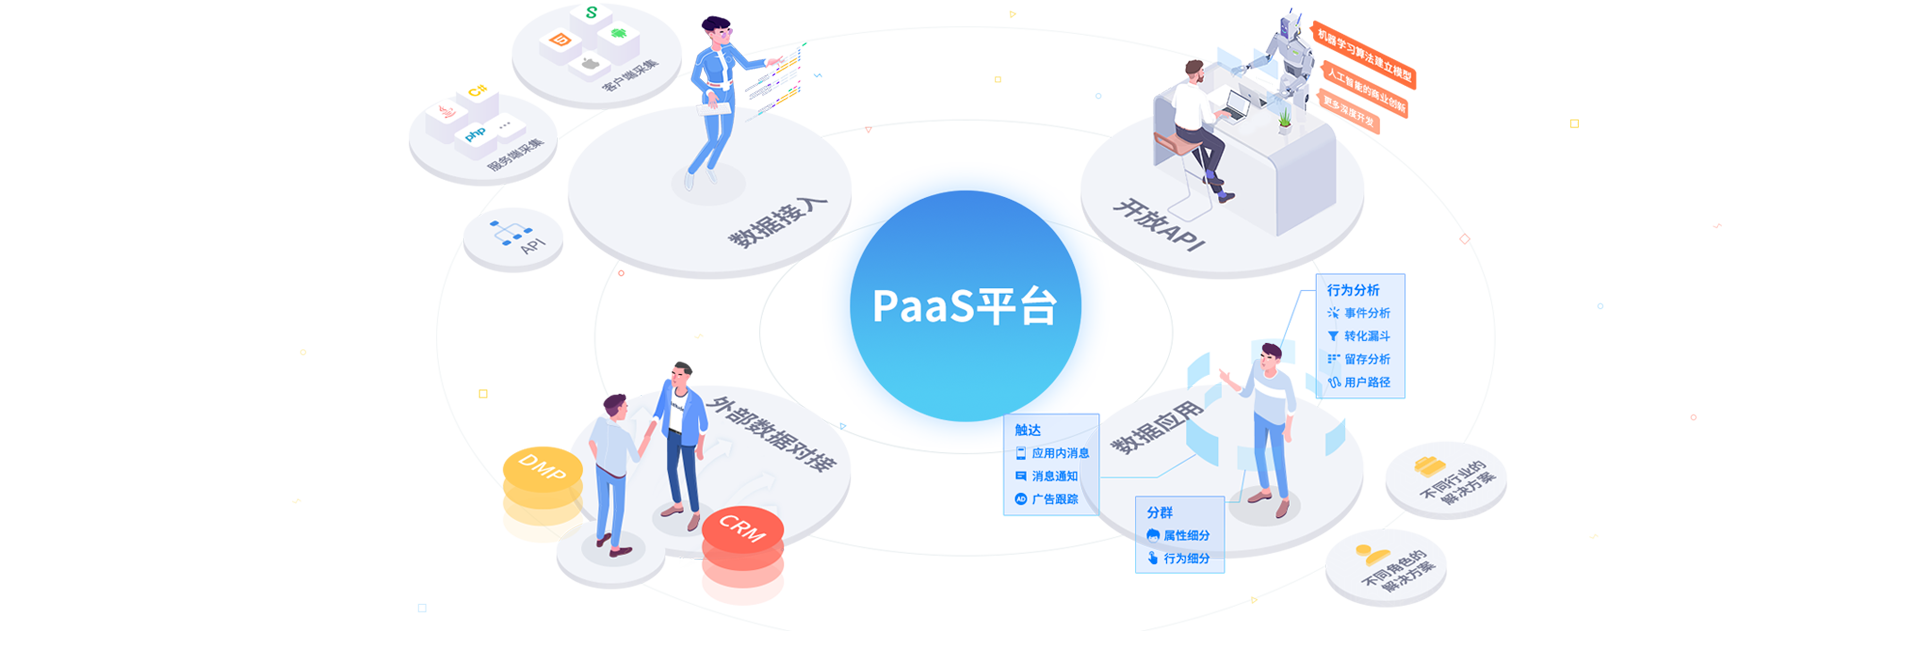 S
5
客户端采集
C#
php
...
服务端采集
API
数据接入
机器学习算法建立模型
人工智能的商业创新
更多深度开发
开放API
PaaS平台
行为分析
事件分析
转化漏斗
留存分析
用户路径
外部数据对接
DMP
CRM
数据应用
触达
应用内消息
消息通知
AD 广告跟踪
分群
属性细分
行为细分
不同行业的
解决方案
不同角色的
解决方案